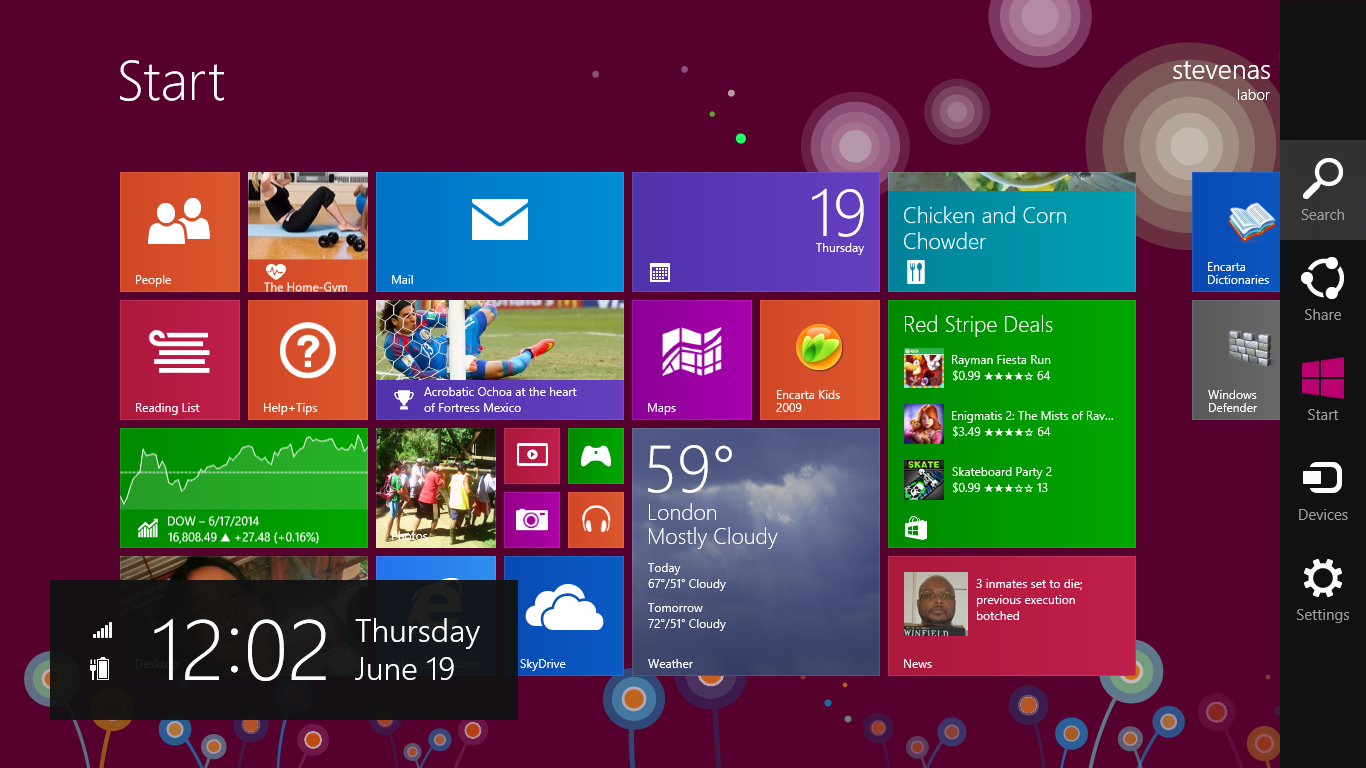 Start
stevenas
labor
People
The Home-Gym
Mail
19
Thursday
Chicken and Corn
Chowder
Encarta
Dictionaries
Reading List
Help+Tips
Acrobatic Ochoa at the heart
of Fortress Mexico
Maps
Encarta Kids
2009
Red Stripe Deals
Rayman Fiesta Run
$0.99 ★★★★☆ 64
Enigmatis 2: The Mists of Rav...
$3.49 ★★★★☆ 64
SKATE
Skateboard Party 2
$0.99 ★★★☆☆ 13
Windows
Defender
DOW – 6/17/2014
16,808.49 ▲ +27.48 (+0.16%)
Photos
59°
London
Mostly Cloudy
Today
67°/51° Cloudy
Tomorrow
72°/51° Cloudy
Weather
SkyDrive
3 inmates set to die;
previous execution
botched
WINFIELD
News
Desktop
12:02
Thursday
June 19
Search
Share
Start
Devices
Settings